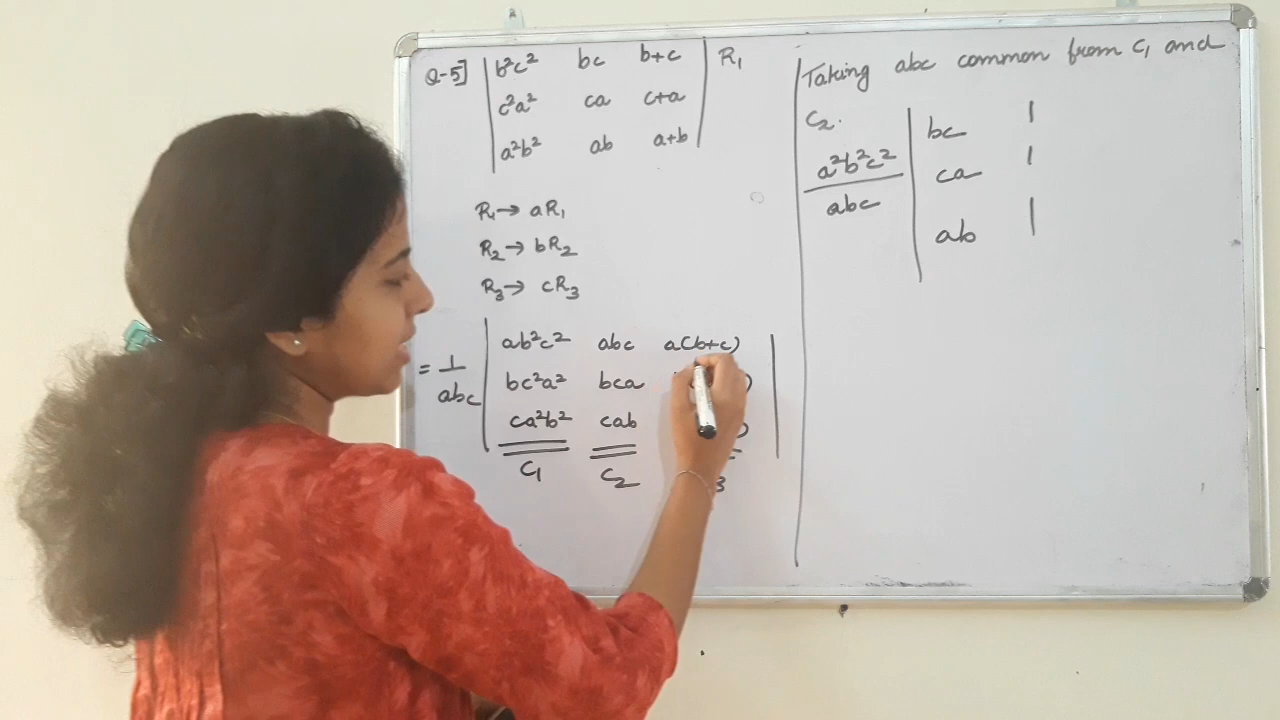 Q-5] | b²c² bc b+c | R₁
c²a² ca c+a
a²b² ab a+b
R₁→ aR₁
R₂→ bR₂
R₃→ cR₃
= 1/abc | ab²c² abc a(b+c) |
bc²a² bca )
ca²b² cab )
C₁ C₂ 3
Taking abc common from C₁ and
C₂.
a²b²c²/abc | bc 1
ca 1
ab 1